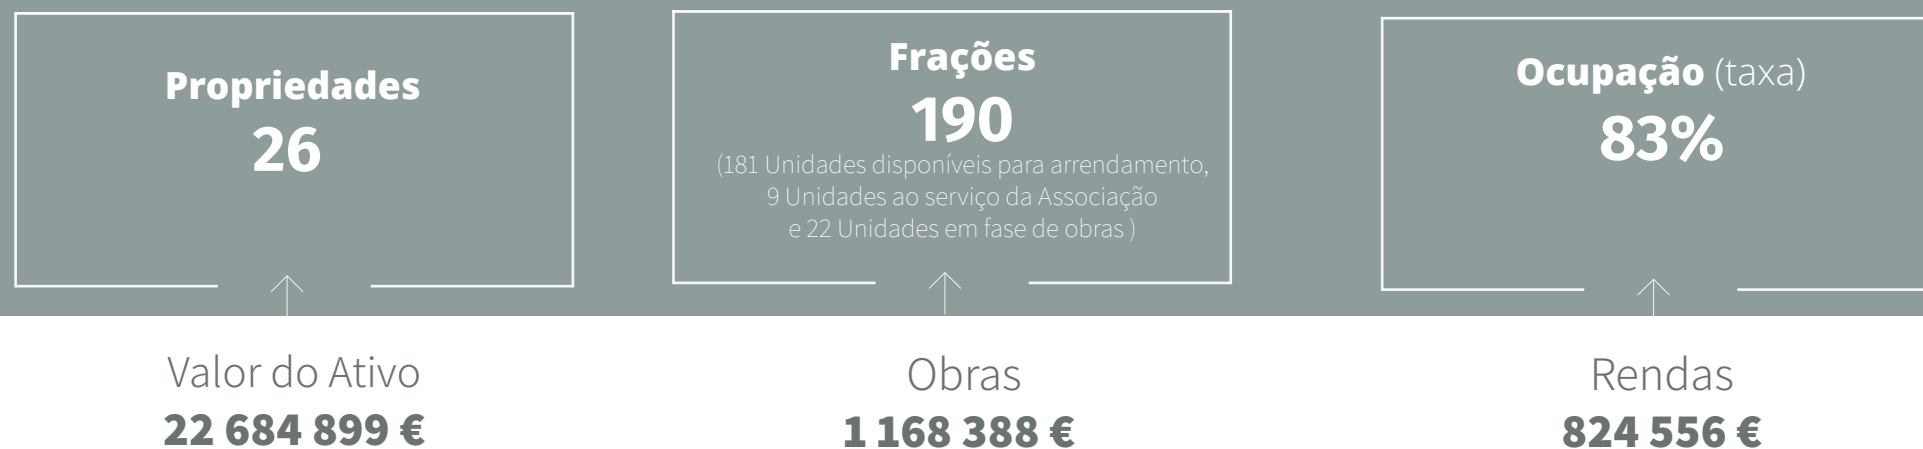 Propriedades
26
Frações
190
(181 Unidades disponíveis para arrendamento,
9 Unidades ao serviço da Associação
e 22 Unidades em fase de obras )
Ocupação (taxa)
83%
Valor do Ativo
22 684 899 €
Obras
1 168 388 €
Rendas
824 556 €